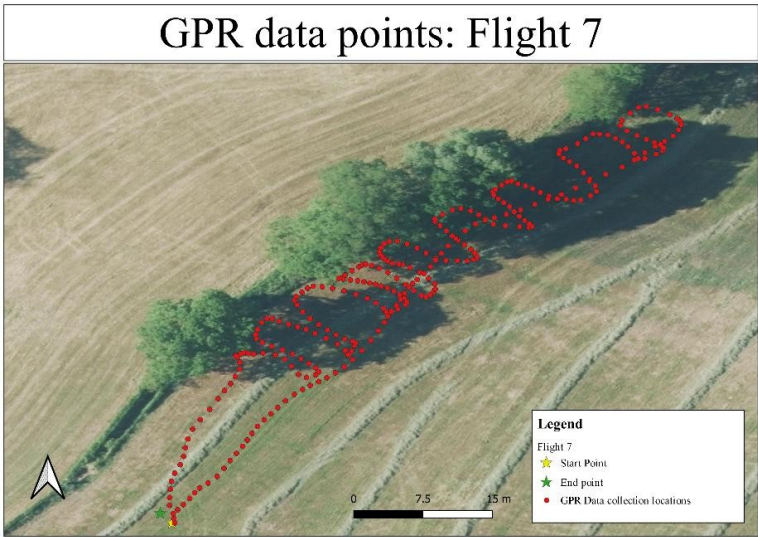 GPR data points: Flight 7
Legend
Flight 7
Start Point
End point
GPR Data collection locations
0 7.5 15 m